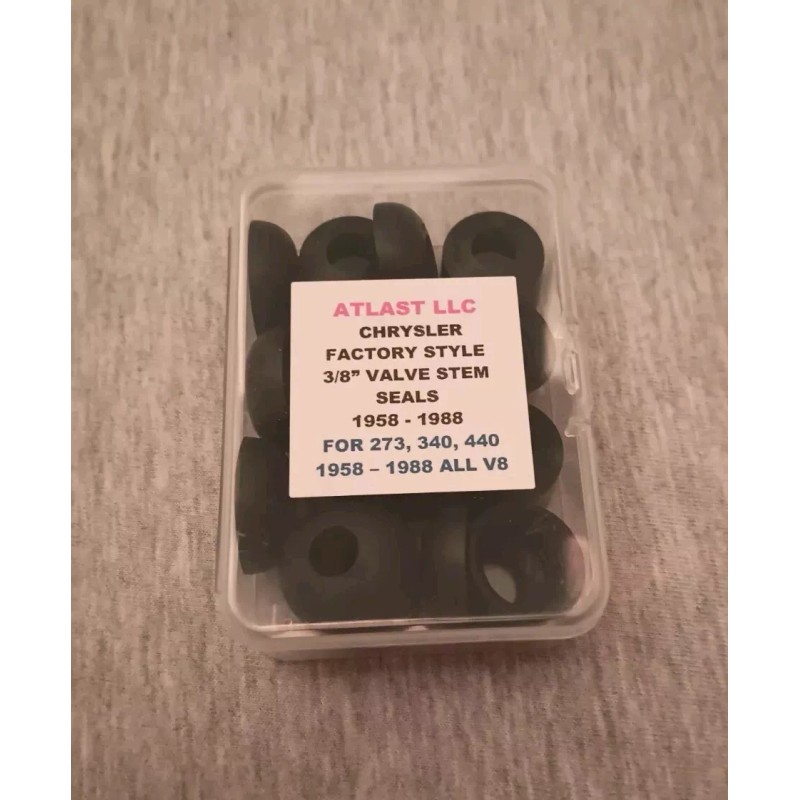 ATLAST LLC
CHRYSLER
FACTORY STYLE
3/8” VALVE STEM
SEALS
1958 - 1988
FOR 273, 340, 440
1958 – 1988 ALL V8